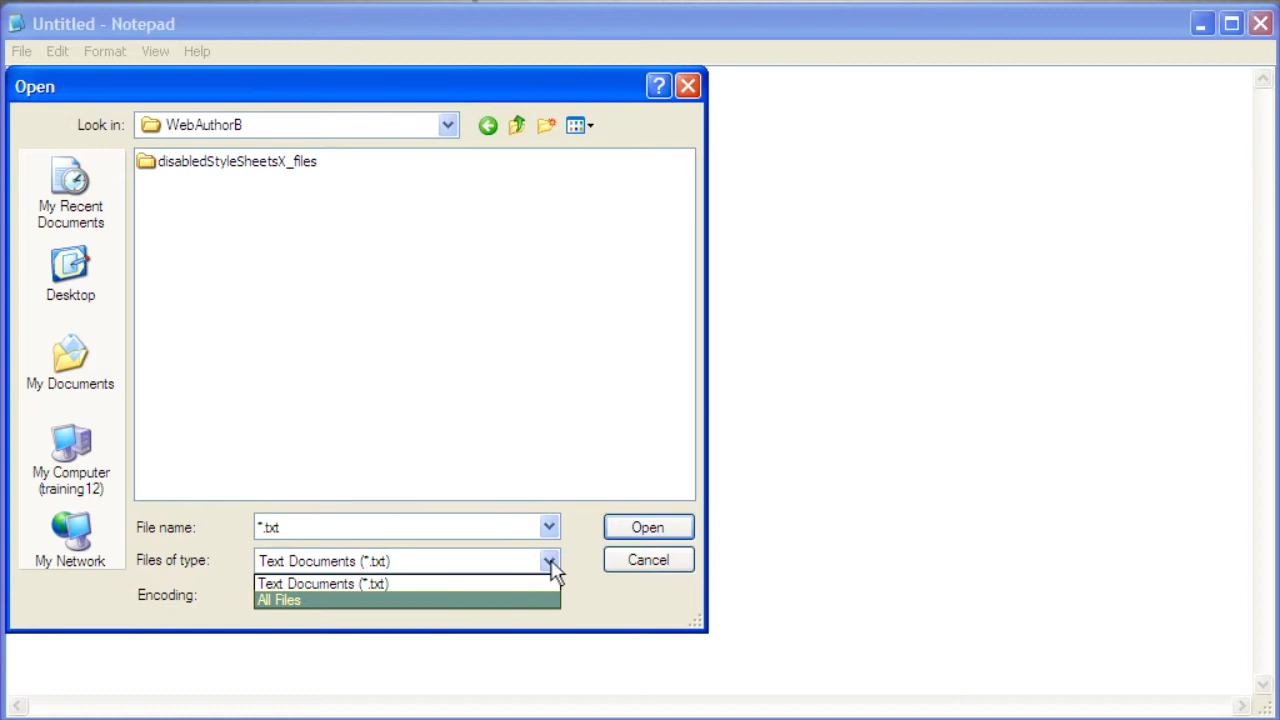 Untitled - Notepad
File Edit Format View Help
Open
Look in: WebAuthorB
disabledStyleSheetsX_files
My Recent
Documents
Desktop
My Documents
My Computer
(training12)
My Network
File name: *.txt Open
Files of type: Text Documents (*.txt) Cancel
Text Documents (*.txt)
All Files
Encoding: